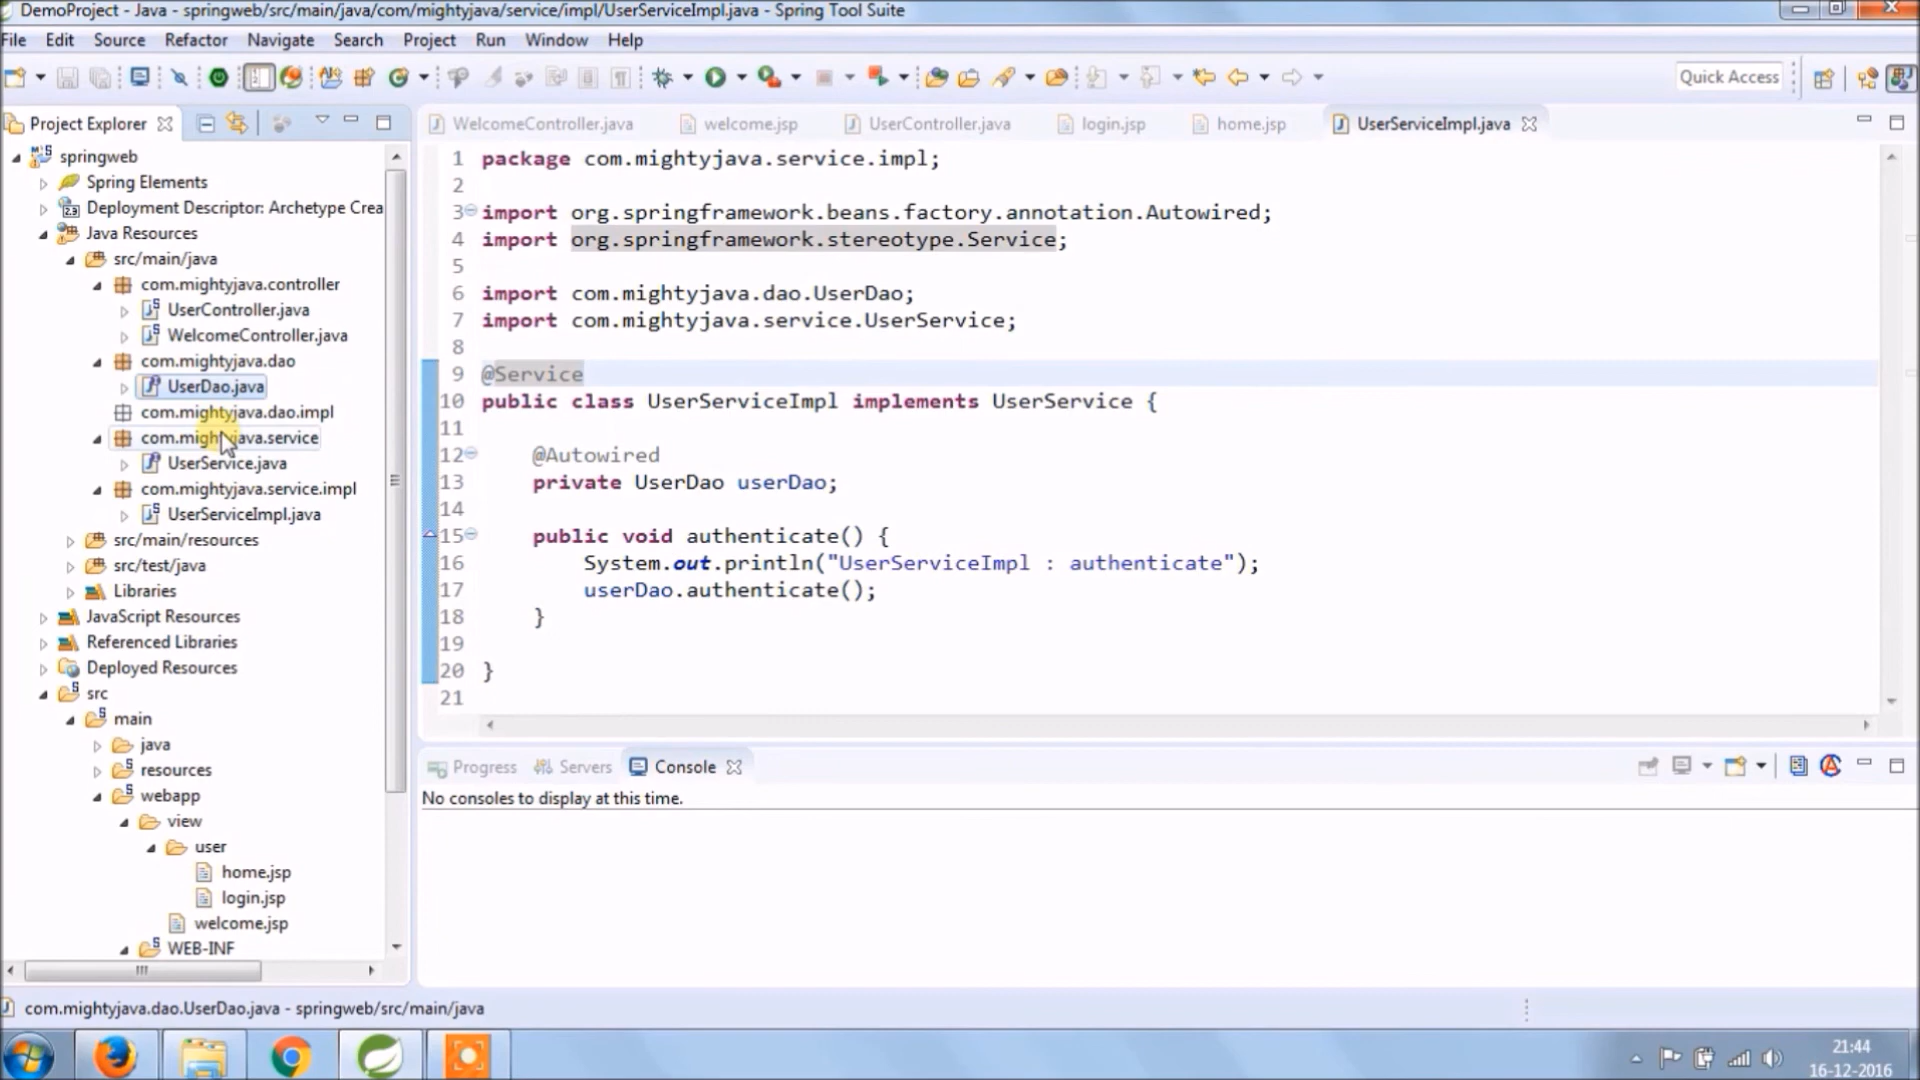 DemoProject - Java - springweb/src/main/java/com/mightyjava/service/impl/UserServiceImpl.java - Spring Tool Suite
File Edit Source Refactor Navigate Search Project Run Window Help
Quick Access
Project Explorer
springweb
Spring Elements
Deployment Descriptor: Archetype Crea
Java Resources
src/main/java
com.mightyjava.controller
UserController.java
WelcomeController.java
com.mightyjava.dao
UserDao.java
com.mightyjava.dao.impl
com.mightyjava.service
UserService.java
com.mightyjava.service.impl
UserServiceImpl.java
src/main/resources
src/test/java
Libraries
JavaScript Resources
Referenced Libraries
Deployed Resources
src
main
java
resources
webapp
view
user
home.jsp
login.jsp
welcome.jsp
WEB-INF
WelcomeController.java welcome.jsp UserController.java login.jsp home.jsp UserServiceImpl.java
1 package com.mightyjava.service.impl;
2
3 import org.springframework.beans.factory.annotation.Autowired;
4 import org.springframework.stereotype.Service;
5
6 import com.mightyjava.dao.UserDao;
7 import com.mightyjava.service.UserService;
8
9 @Service
10 public class UserServiceImpl implements UserService {
11
12 @Autowired
13 private UserDao userDao;
14
15 public void authenticate() {
16 System.out.println("UserServiceImpl : authenticate");
17 userDao.authenticate();
18 }
19
20 }
21
Progress Servers Console
No consoles to display at this time.
com.mightyjava.dao.UserDao.java - springweb/src/main/java
21:44
16-12-2016